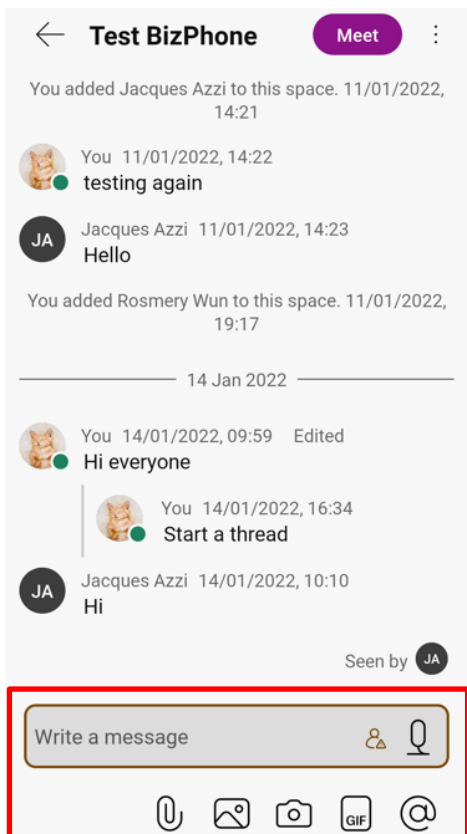 Test BizPhone
Meet
You added Jacques Azzi to this space. 11/01/2022,
14:21
You 11/01/2022, 14:22
testing again
JA
Jacques Azzi 11/01/2022, 14:23
Hello
You added Rosmery Wun to this space. 11/01/2022,
19:17
14 Jan 2022
You 14/01/2022, 09:59 Edited
Hi everyone
You 14/01/2022, 16:34
Start a thread
JA
Jacques Azzi 14/01/2022, 10:10
Hi
Seen by JA
Write a message
GIF @